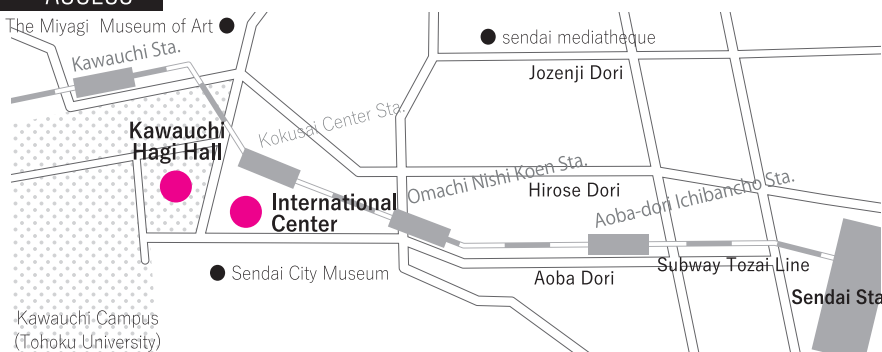 ACCESS
The Miyagi Museum of Art
sendai mediatheque
Kawauchi Sta.
Jozenji Dori
Kokusai Center Sta.
Kawauchi
Hagi Hall
Omachi Nishi Koen Sta.
Hirose Dori
Aoba-dori Ichibancho Sta.
International
Center
Subway Tozai Line
Sendai City Museum
Aoba Dori
Sendai Sta
Kawauchi Campus
(Tohoku University)